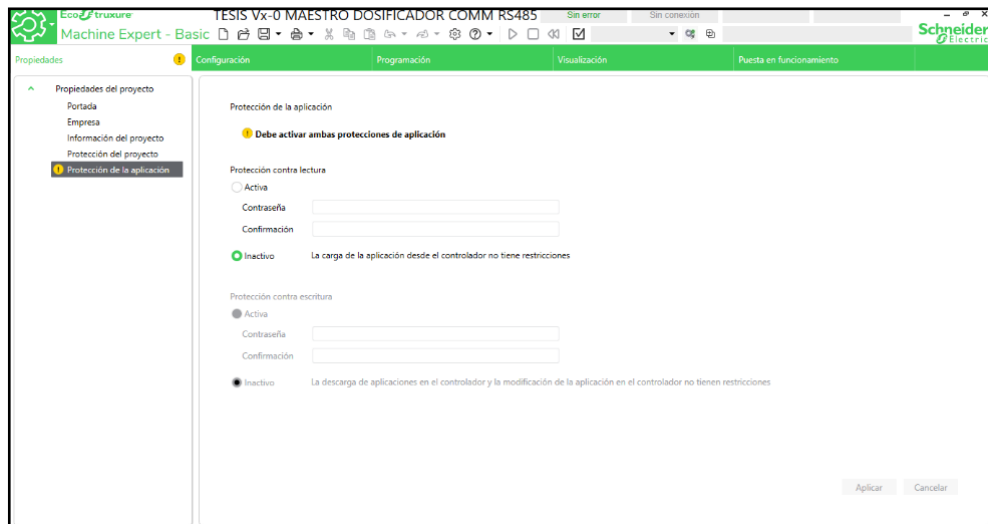 EcoStruxure
TESIS Vx-0 MAESTRO DOSIFICADOR COMM RS485
Sin error
Sin conexión
Machine Expert - Basic
Schneider
Electric
Propiedades
Configuración
Programación
Visualización
Puesta en funcionamiento
Propiedades del proyecto
Portada
Empresa
Información del proyecto
Protección del proyecto
Protección de la aplicación
Protección de la aplicación
Debe activar ambas protecciones de aplicación
Protección contra lectura
Activa
Contraseña
Confirmación
Inactivo La carga de la aplicación desde el controlador no tiene restricciones
Protección contra escritura
Activa
Contraseña
Confirmación
Inactivo La descarga de aplicaciones en el controlador y la modificación de la aplicación en el controlador no tienen restricciones
Aplicar Cancelar